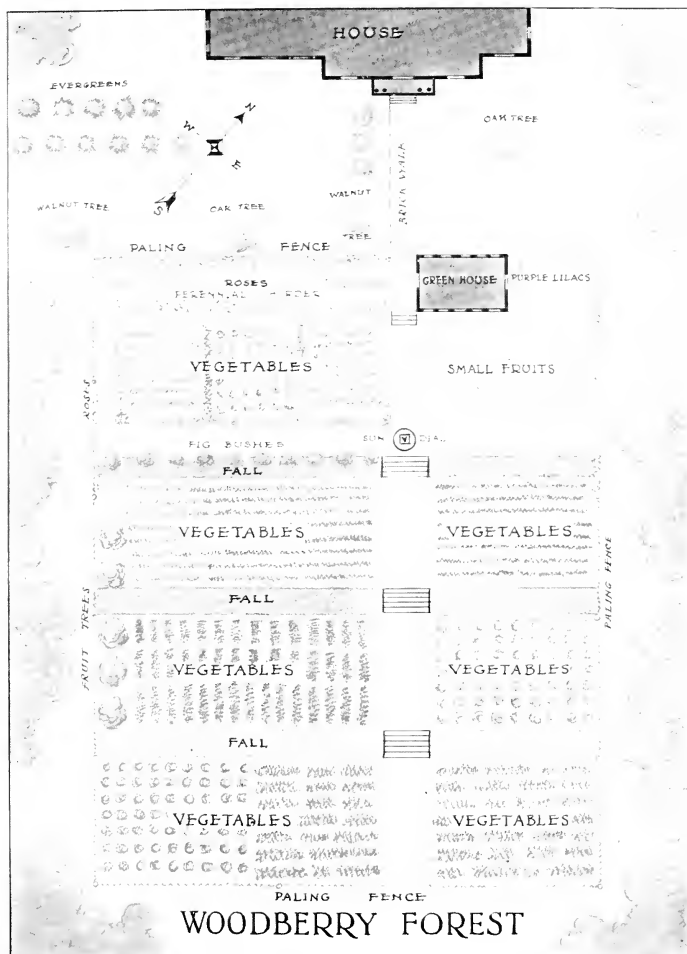 HOUSE
EVERGREENS
N
W
E
S
OAK TREE
BRICK WALK
WALNUT TREE
OAK TREE
WALNUT
TREE
PALING FENCE
ROSES
PERENNIAL
GREEN HOUSE
PURPLE LILACS
VEGETABLES
SMALL FRUITS
ROSES
FIG BUSHES
SUN DIAL
FALL
VEGETABLES
VEGETABLES
PALING FENCE
FALL
FRUIT TREES
VEGETABLES
VEGETABLES
FALL
VEGETABLES
VEGETABLES
PALING FENCE
WOODBERRY FOREST